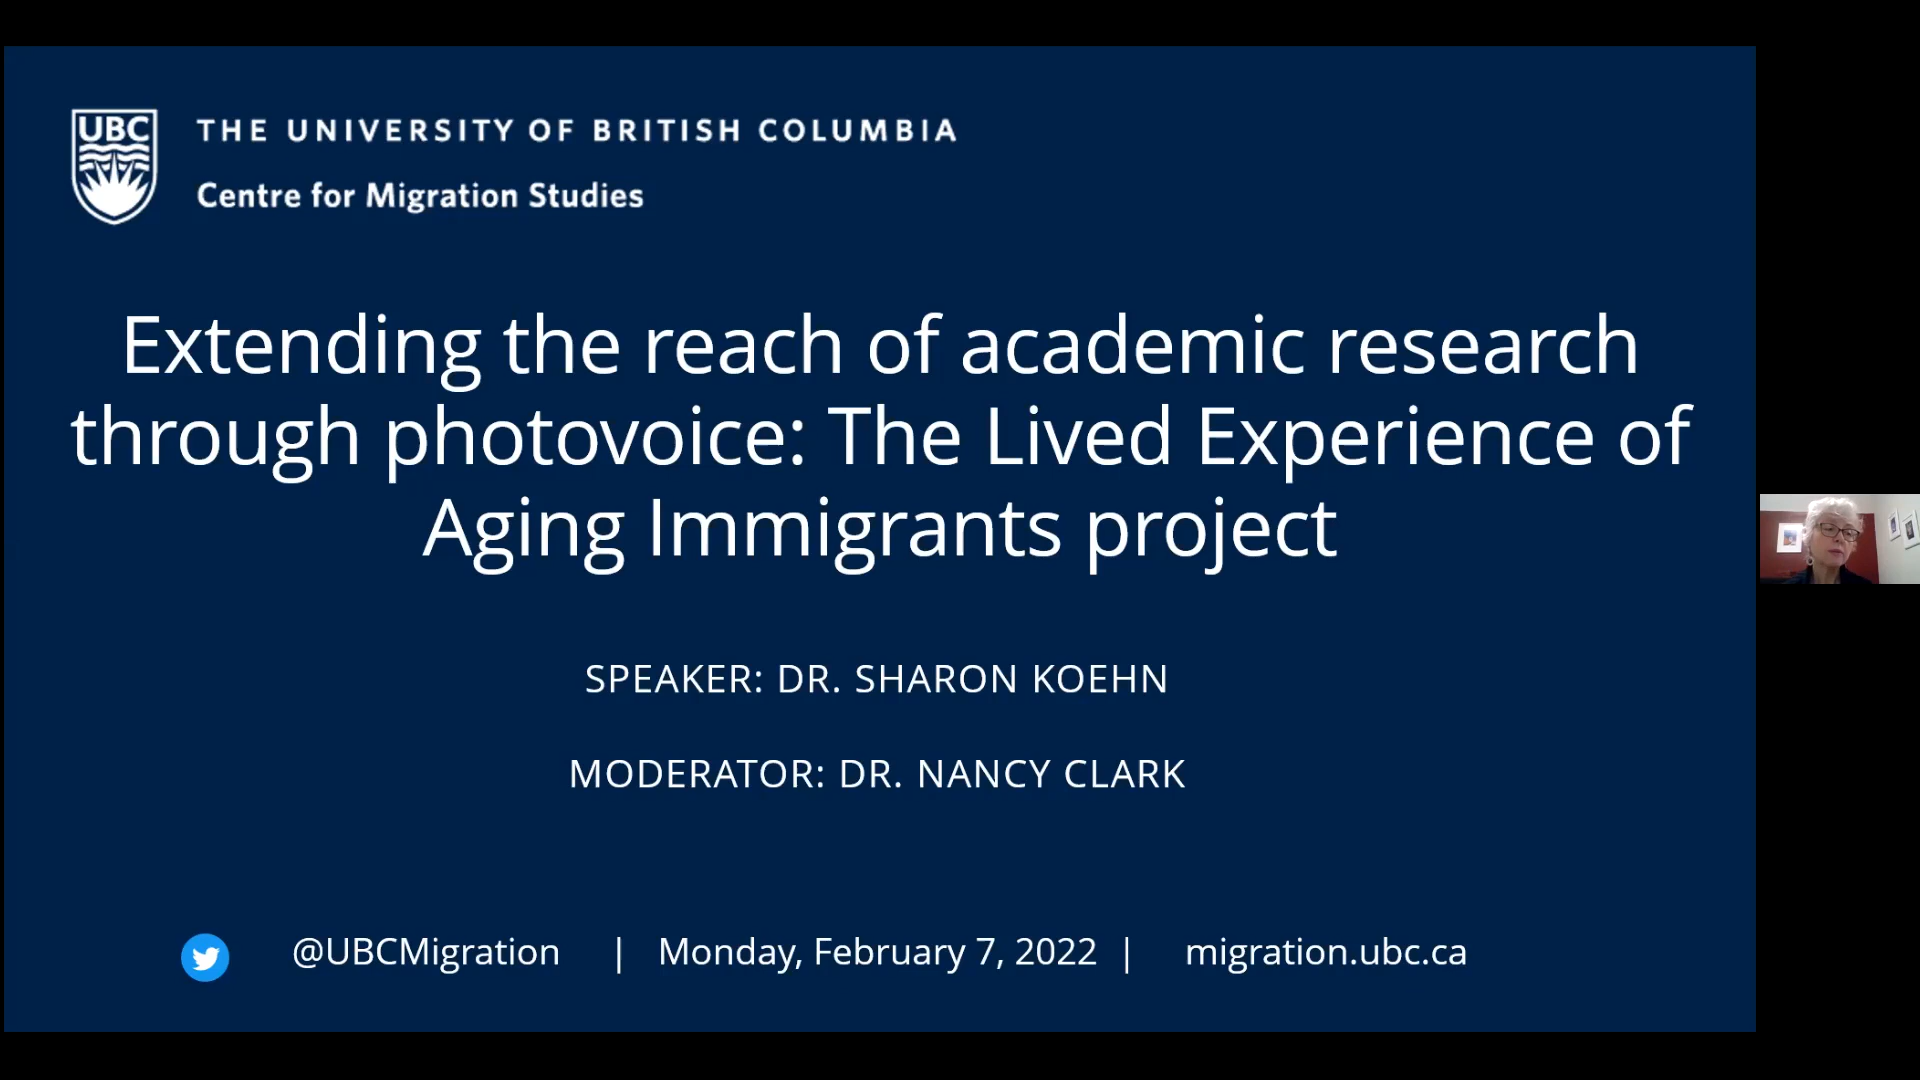 UBC
THE UNIVERSITY OF BRITISH COLUMBIA
Centre for Migration Studies
Extending the reach of academic research
through photovoice: The Lived Experience of
Aging Immigrants project
SPEAKER: DR. SHARON KOEHN
MODERATOR: DR. NANCY CLARK
@UBCMigration | Monday, February 7, 2022 | migration.ubc.ca